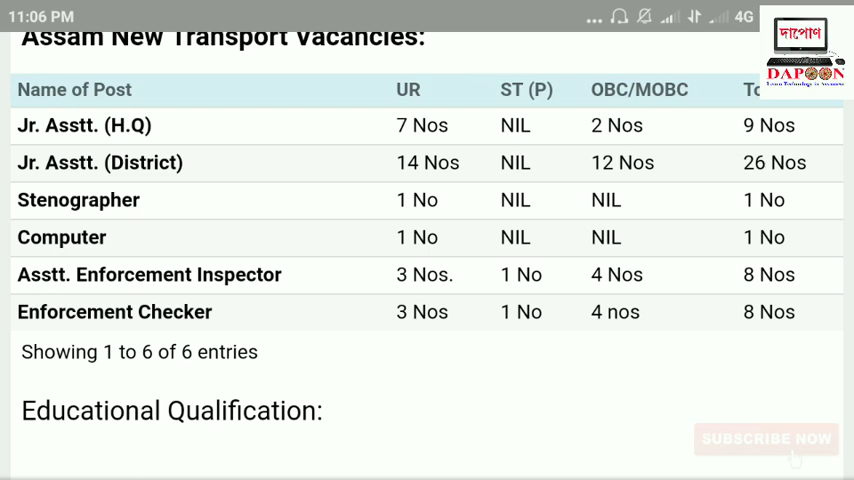 11:06 PM
... 4G
দাপোণ
DAPOON
Assam New Transport Vacancies:
Name of Post UR ST (P) OBC/MOBC To
Jr. Asstt. (H.Q) 7 Nos NIL 2 Nos 9 Nos
Jr. Asstt. (District) 14 Nos NIL 12 Nos 26 Nos
Stenographer 1 No NIL NIL 1 No
Computer 1 No NIL NIL 1 No
Asstt. Enforcement Inspector 3 Nos. 1 No 4 Nos 8 Nos
Enforcement Checker 3 Nos 1 No 4 nos 8 Nos
Showing 1 to 6 of 6 entries
Educational Qualification:
SUBSCRIBE NOW